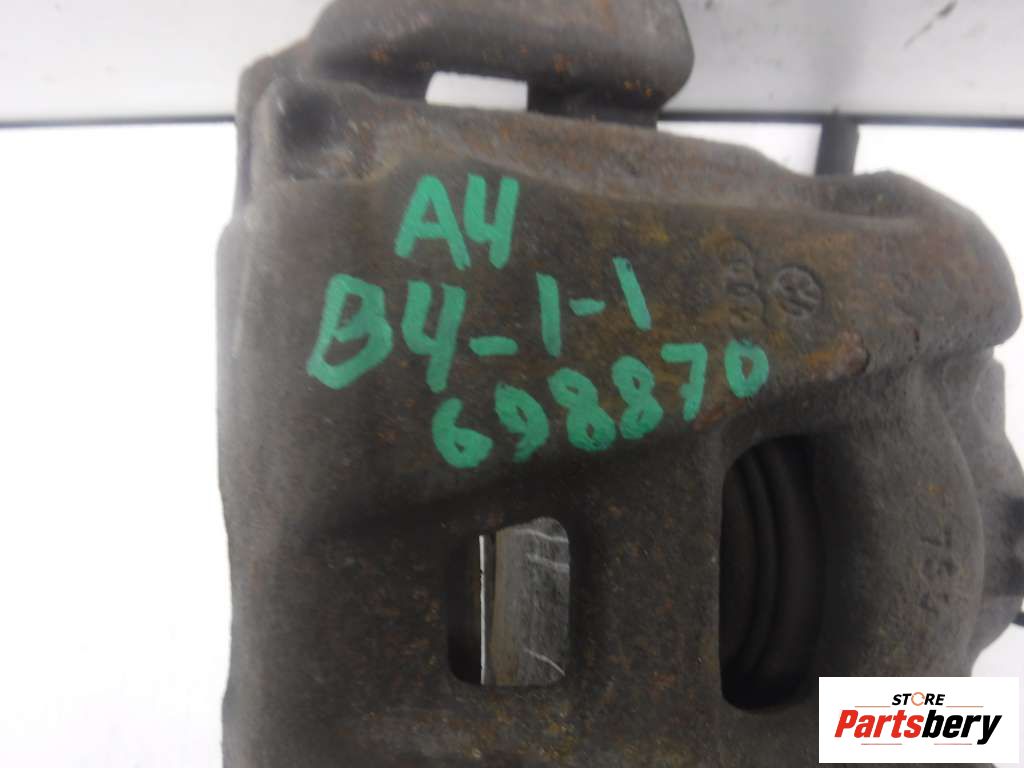 A4
B4-1-1
698870
STORE
Partsbery